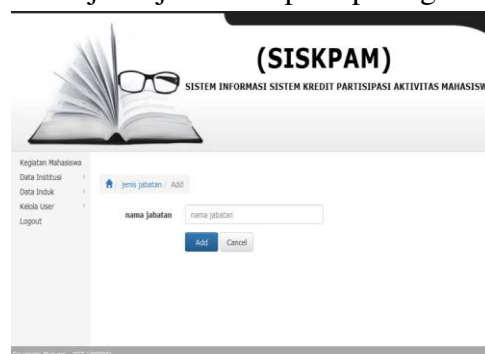 (SISKPAM)
SISTEM INFORMASI SISTEM KREDIT PARTISIPASI AKTIVITAS MAHASISW
Kegiatan Mahasiswa
Data Institusi
Data Induk
Kelola User
Logout
jenis jabatan / Add
nama jabatan nama jabatan
Add Cancel